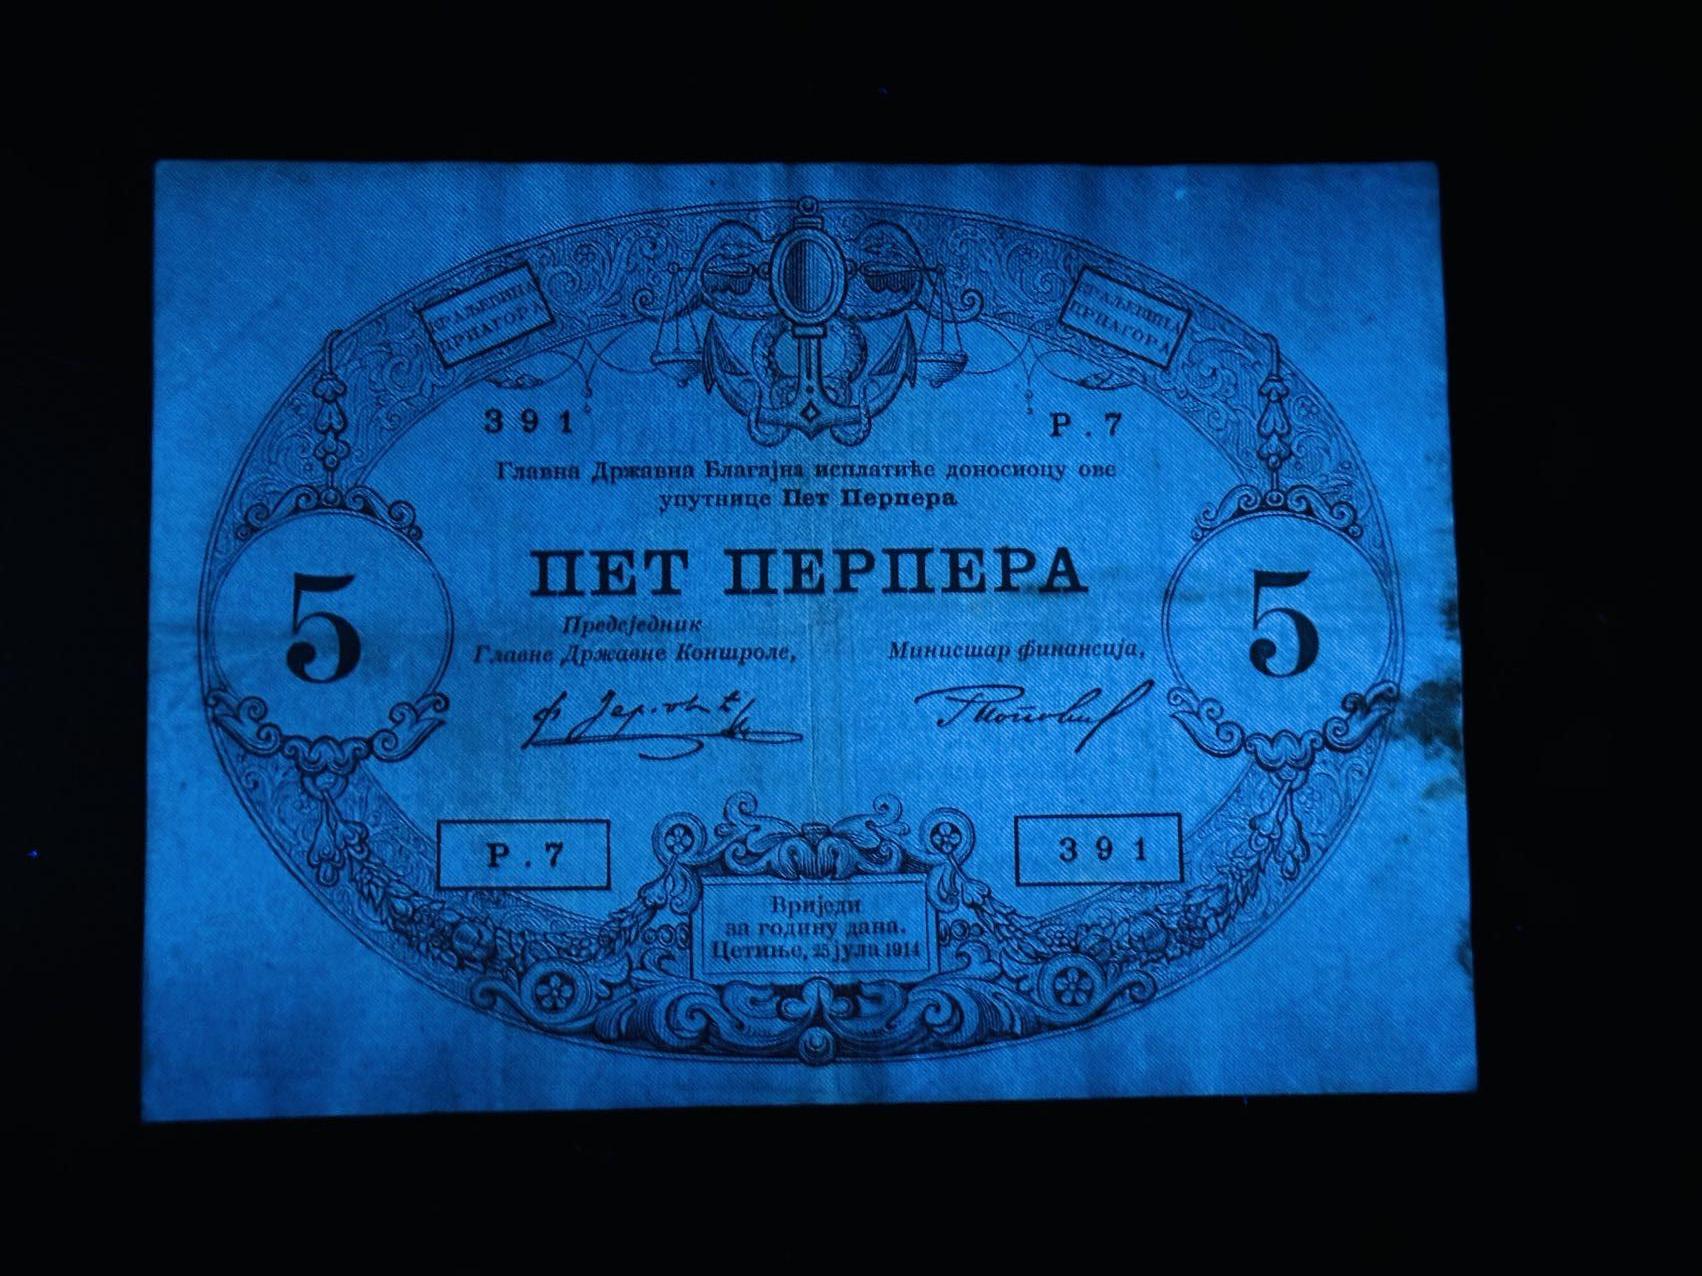 КРАЉЕВИНА
ЦРНАГОРА
КРАЉЕВИНА
ЦРНАГОРА
391
Р.7
Главна Државна Благајна исплатиће доносиоцу ове
упутнице Пет Перпера
ПЕТ ПЕРПЕРА
5
5
Предсједник
Главне Државне Контроле,
Министар финансија,
Р.7
391
Вриједи
за годину дана.
Цетиње, 25 јула 1914